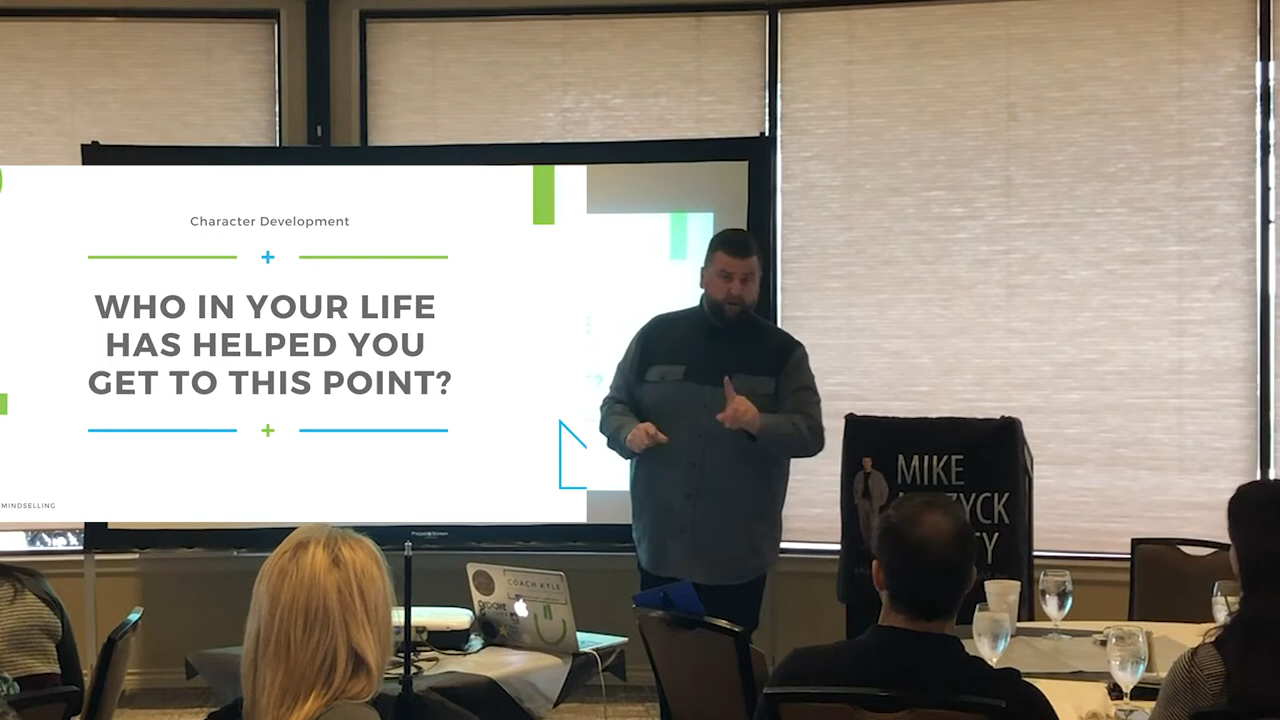 Character Development
WHO IN YOUR LIFE
HAS HELPED YOU
GET TO THIS POINT?
MINDSELLING
COACH KYLE
MIKE